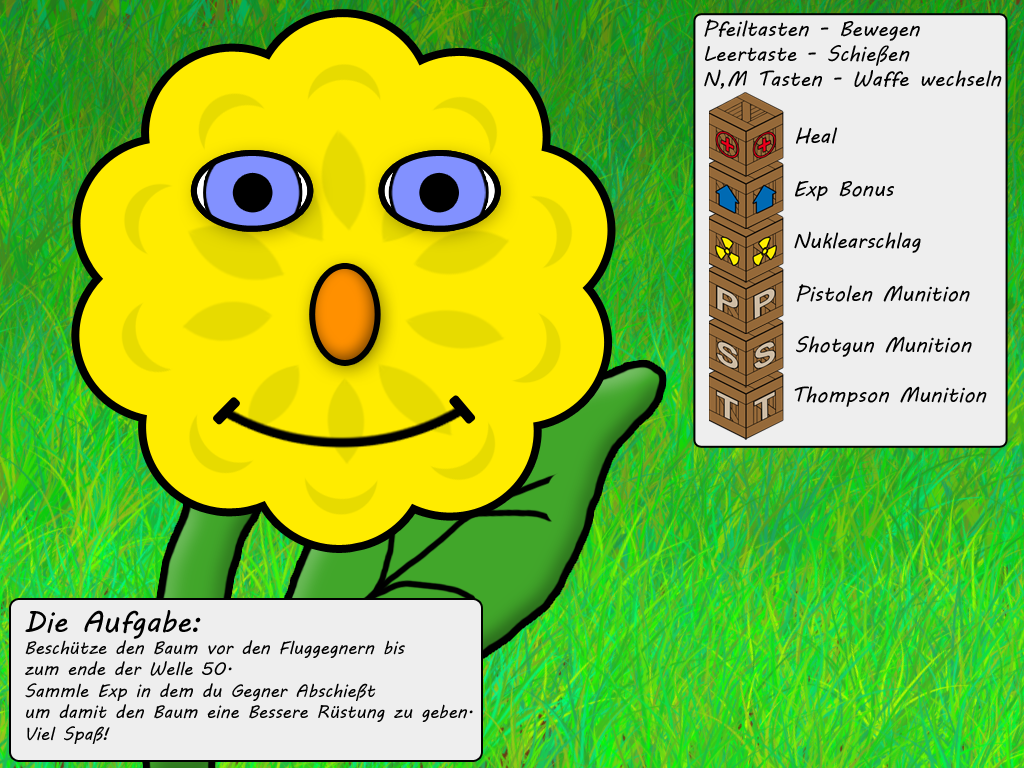 Pfeiltasten - Bewegen
Leertaste - Schießen
N,M Tasten - Waffe wechseln
Heal
Exp Bonus
Nuklearschlag
P P Pistolen Munition
S S Shotgun Munition
T T Thompson Munition
Die Aufgabe:
Beschütze den Baum vor den Fluggegnern bis
zum ende der Welle 50.
Sammle Exp in dem du Gegner Abschießt
um damit den Baum eine Bessere Rüstung zu geben.
Viel Spaß!